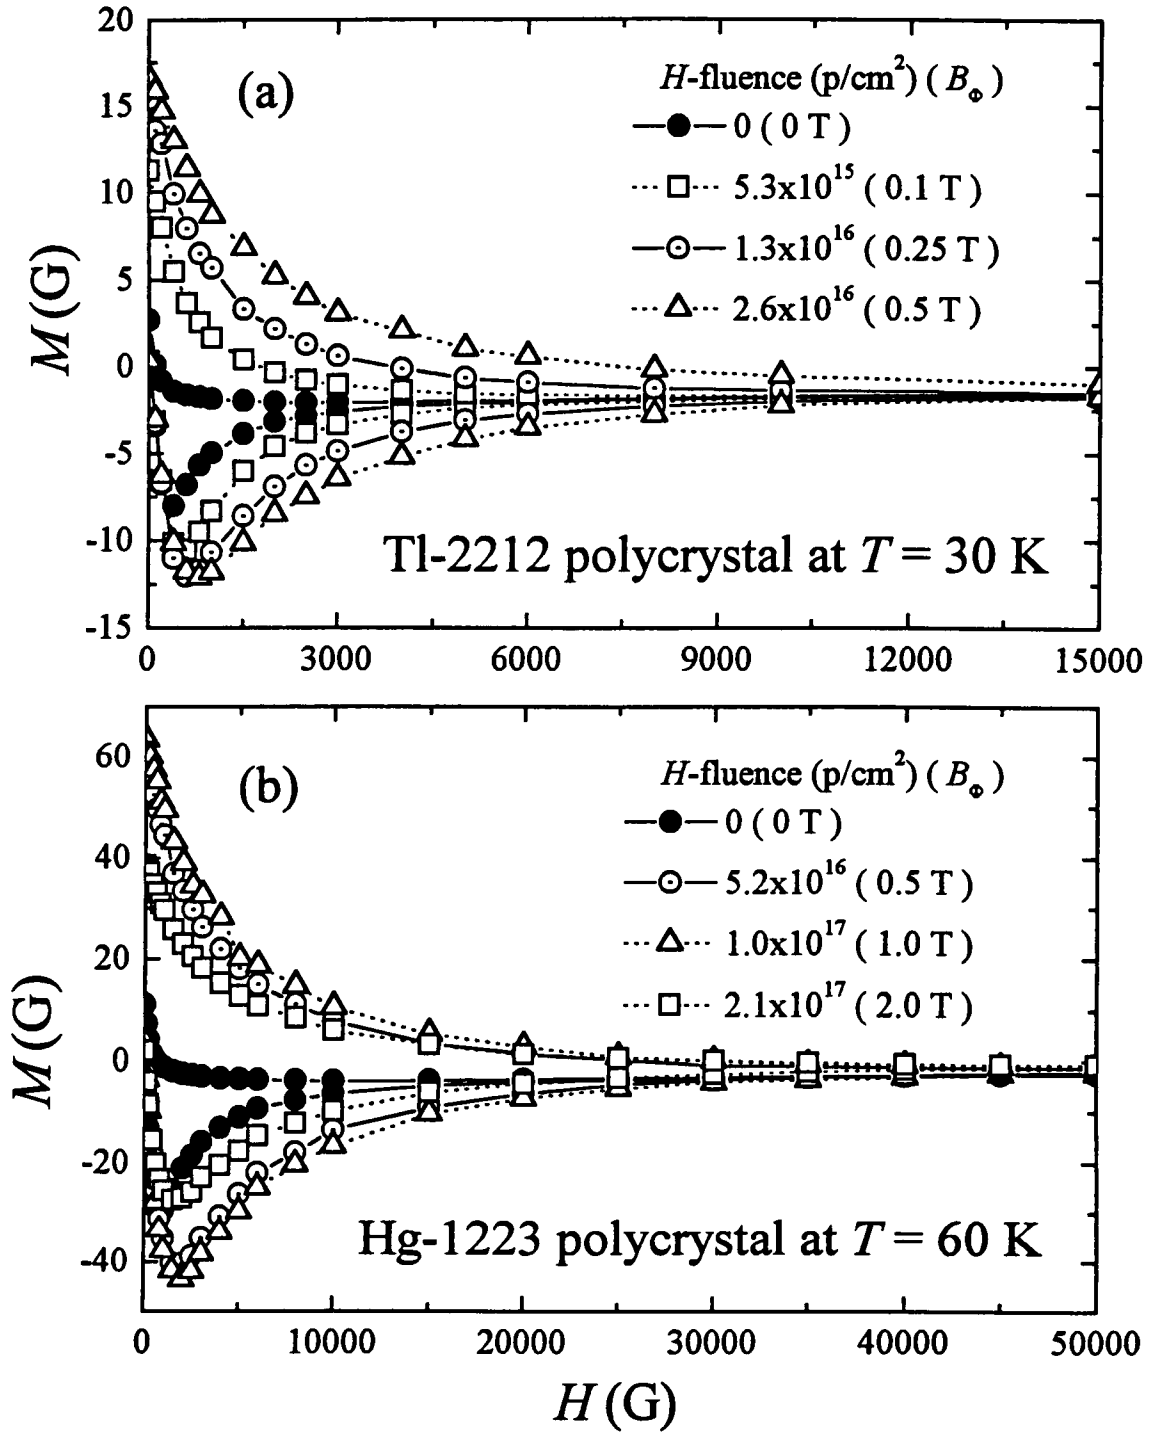 20
15
10
5
0
-5
-10
-15
M (G)
(a)
H-fluence (p/cm²) ( B_Φ )
0 ( 0 T )
5.3x10¹⁵ ( 0.1 T )
1.3x10¹⁶ (0.25 T )
2.6x10¹⁶ ( 0.5 T )
Tl-2212 polycrystal at T = 30 K
0 3000 6000 9000 12000 15000
60
40
20
0
-20
-40
M (G)
(b)
H-fluence (p/cm²) ( B_Φ )
0 ( 0 T )
5.2x10¹⁶ ( 0.5 T )
1.0x10¹⁷ ( 1.0 T )
2.1x10¹⁷ ( 2.0 T )
Hg-1223 polycrystal at T = 60 K
0 10000 20000 30000 40000 50000
H (G)